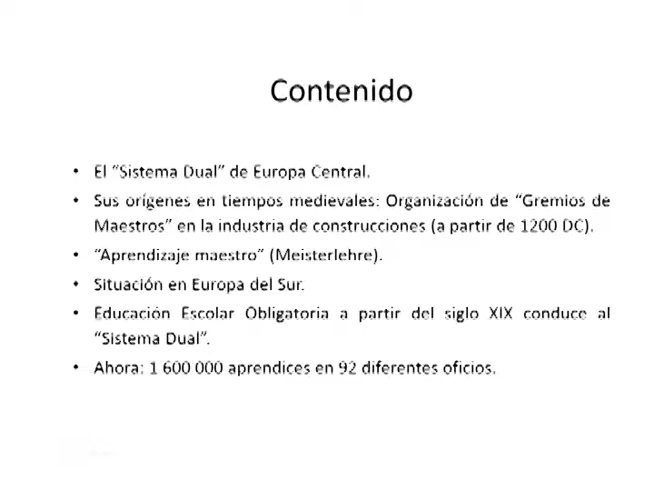 Contenido
• El “Sistema Dual” de Europa Central.
• Sus orígenes en tiempos medievales: Organización de “Gremios de
Maestros” en la industria de construcciones (a partir de 1200 DC).
• “Aprendizaje maestro” (Meisterlehre).
• Situación en Europa del Sur.
• Educación Escolar Obligatoria a partir del siglo XIX conduce al
“Sistema Dual”.
• Ahora: 1 600 000 aprendices en 92 diferentes oficios.